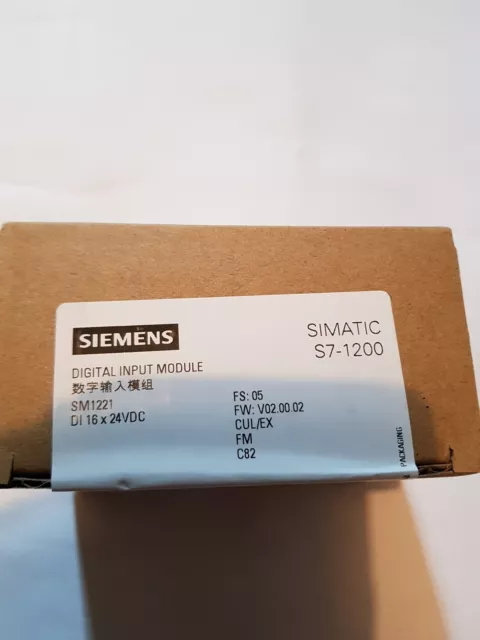 SIEMENS
SIMATIC
S7-1200
DIGITAL INPUT MODULE
数字输入模组
SM1221
DI 16 x 24VDC
FS: 05
FW: V02.00.02
CUL/EX
FM
C82
PACKAGING